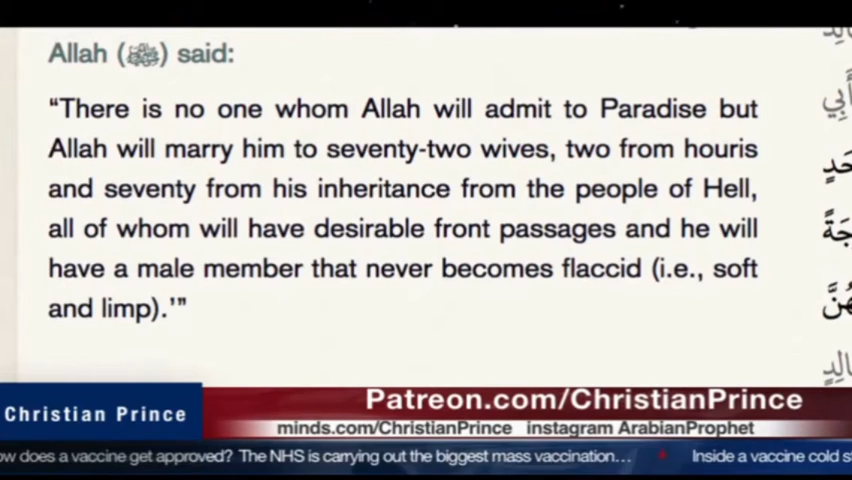 Allah (ﷺ) said:
"There is no one whom Allah will admit to Paradise but
Allah will marry him to seventy-two wives, two from houris
and seventy from his inheritance from the people of Hell,
all of whom will have desirable front passages and he will
have a male member that never becomes flaccid (i.e., soft
and limp).'"
Patreon.com/ChristianPrince
Christian Prince
minds.com/ChristianPrince instagram ArabianProphet
does a vaccine get approved? The NHS is carrying out the biggest mass vaccination... Inside a vaccine cold